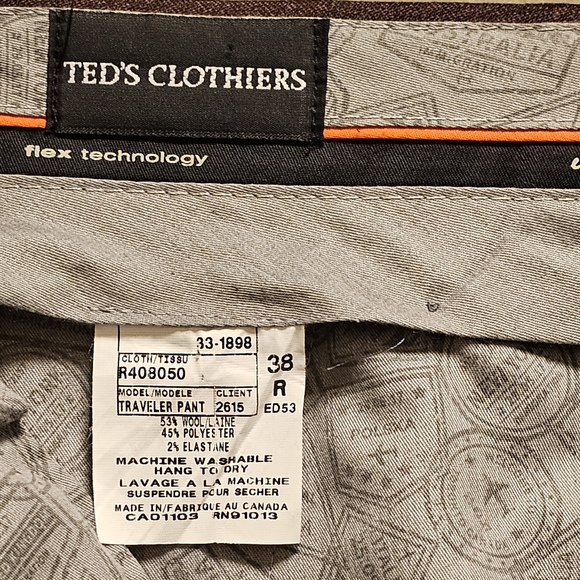 STRALIA
IMMIGRATION
TED'S CLOTHIERS
flex technology
33-1898
CLOTH/TISSU
R408050
38
R
MODEL/MODELE CLIENT
TRAVELER PANT 2615 ED53
53% WOOL/LAINE
45% POLYESTER
2% ELASTANE
MACHINE WASHABLE
HANG TO DRY
LAVAGE A LA MACHINE
SUSPENDRE POUR SECHER
MADE IN/FABRIQUE AU CANADA
CA01103 RN91013